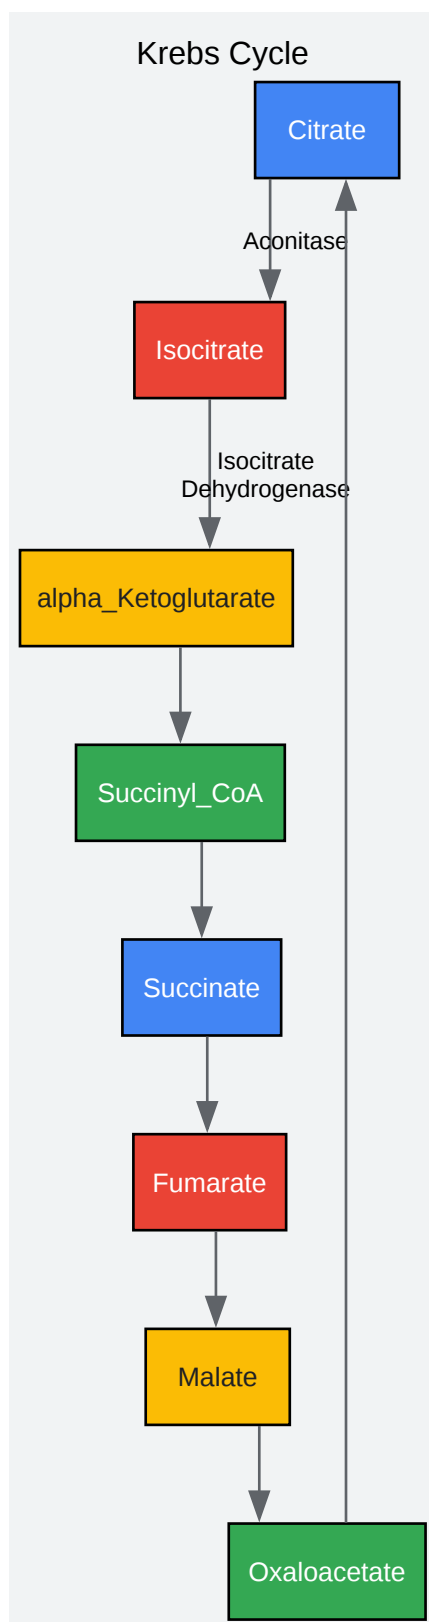 Krebs Cycle
Citrate
Aconitase
Isocitrate
Isocitrate
Dehydrogenase
alpha_Ketoglutarate
Succinyl_CoA
Succinate
Fumarate
Malate
Oxaloacetate